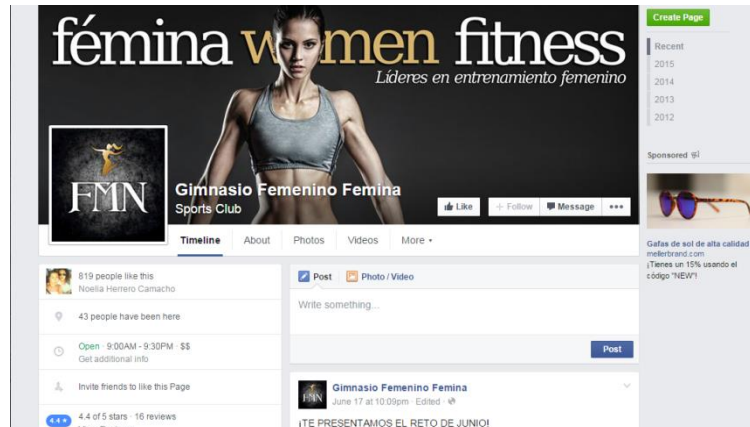 fémina women fitness
Líderes en entrenamiento femenino
FMN
Gimnasio Femenino Femina
Sports Club
Like
Follow
Message
Timeline
About
Photos
Videos
More
819 people like this
Noelia Herrero Camacho
43 people have been here
Open · 9:00AM - 9:30PM · $$
Get additional info
Invite friends to like this Page
4.4 ★
4.4 of 5 stars · 16 reviews
Post
Photo / Video
Write something...
Post
FMN
Gimnasio Femenino Femina
June 17 at 10:09pm · Edited ·
¡TE PRESENTAMOS EL RETO DE JUNIO!
Create Page
Recent
2015
2014
2013
2012
Sponsored
Gafas de sol de alta calidad
mellerbrand.com
¡Tienes un 15% usando el
código "NEW"!